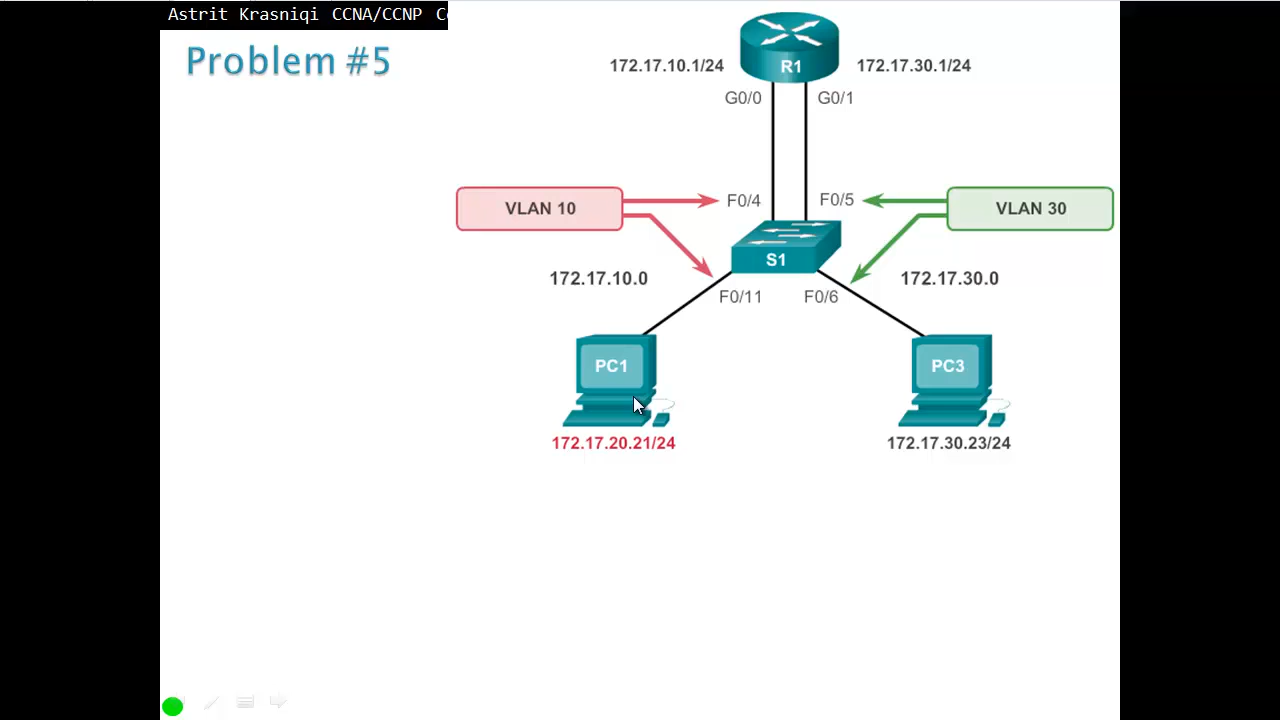 Astrit Krasniqi CCNA/CCNP C
Problem #5
172.17.10.1/24
R1
172.17.30.1/24
G0/0
G0/1
VLAN 10
F0/4
F0/5
VLAN 30
S1
172.17.10.0
172.17.30.0
F0/11
F0/6
PC1
PC3
172.17.20.21/24
172.17.30.23/24